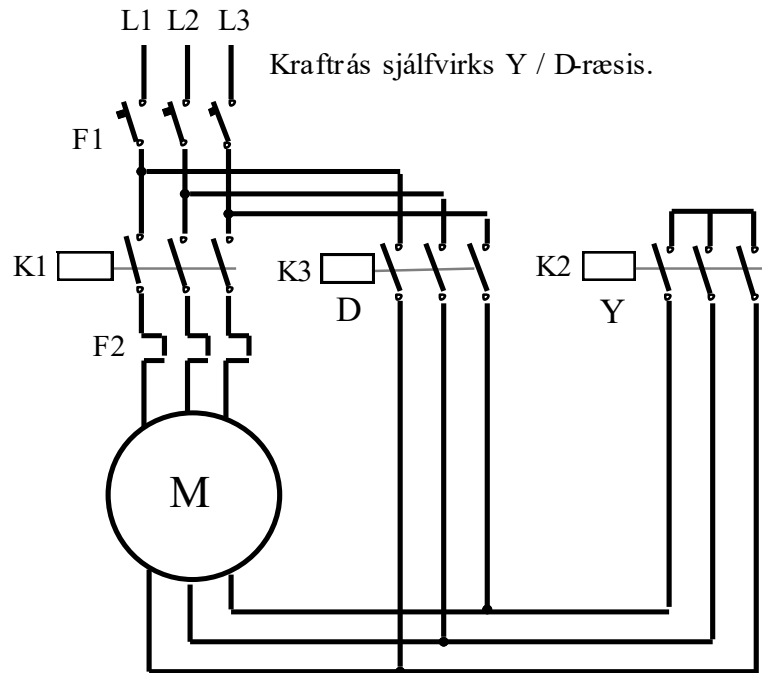 L1 L2 L3
Kraftrás sjálfvirks Y / D-ræsis.
F1
K1
K3
K2
D
Y
F2
M